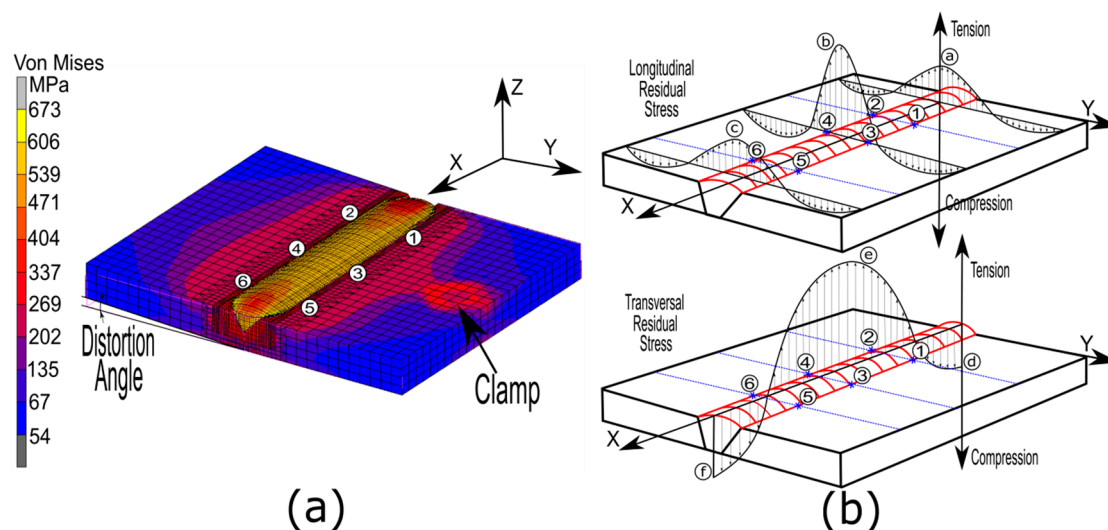 Von Mises
MPa
673
606
539
471
404
337
269
202
135
67
54
Z
X
Y
2
1
4
3
6
5
Distortion
Angle
Clamp
(a)
Longitudinal
Residual
Stress
Tension
b
a
Y
2
1
4
3
c
6
5
X
Compression
Transversal
Residual
Stress
Tension
e
Y
2
1
d
4
3
6
5
X
f
Compression
(b)